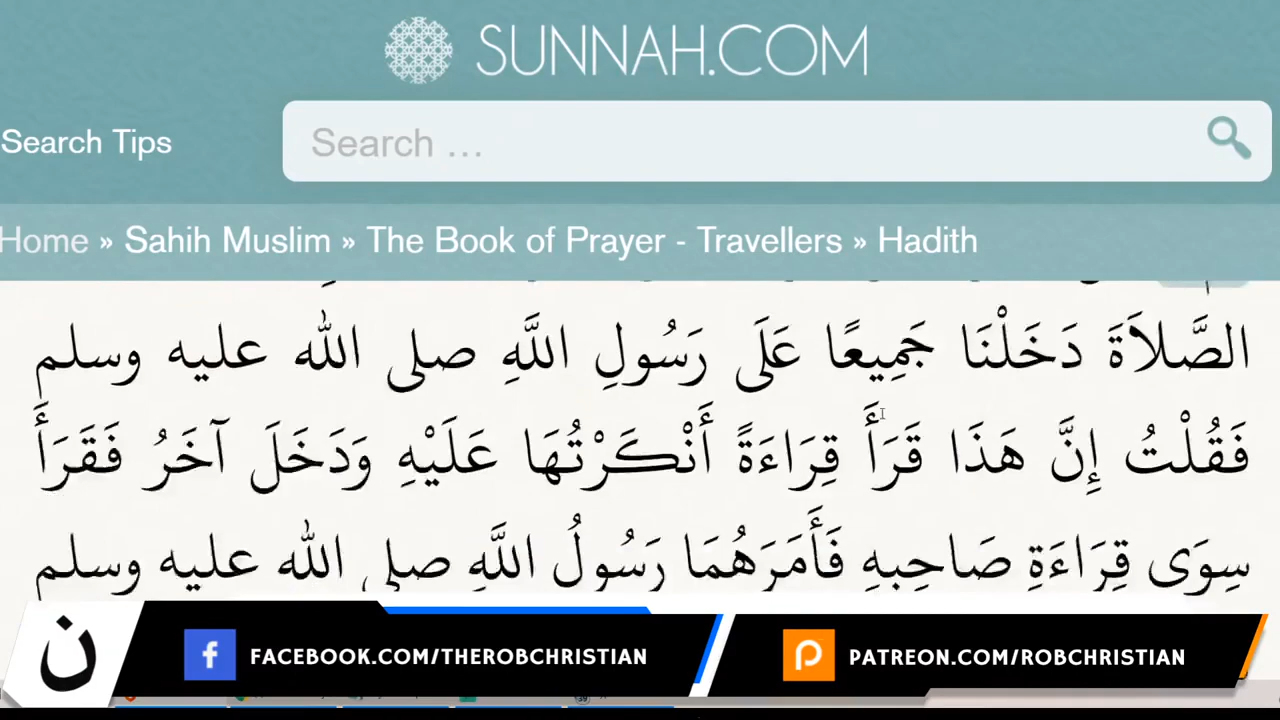 SUNNAH.COM
Search Tips
Search ...
Home » Sahih Muslim » The Book of Prayer - Travellers » Hadith
الصَّلاَةَ دَخَلْنَا جَمِيعًا عَلَى رَسُولِ اللَّهِ صلى الله عليه وسلم
فَقُلْتُ إِنَّ هَذَا قَرَأَ قِرَاءَةً أَنْكَرْتُهَا عَلَيْهِ وَدَخَلَ آخَرُ فَقَرَأَ
سِوَى قِرَاءَةِ صَاحِبِهِ فَأَمَرَهُمَا رَسُولُ اللَّهِ صلى الله عليه وسلم
ن
FACEBOOK.COM/THEROBCHRISTIAN
PATREON.COM/ROBCHRISTIAN